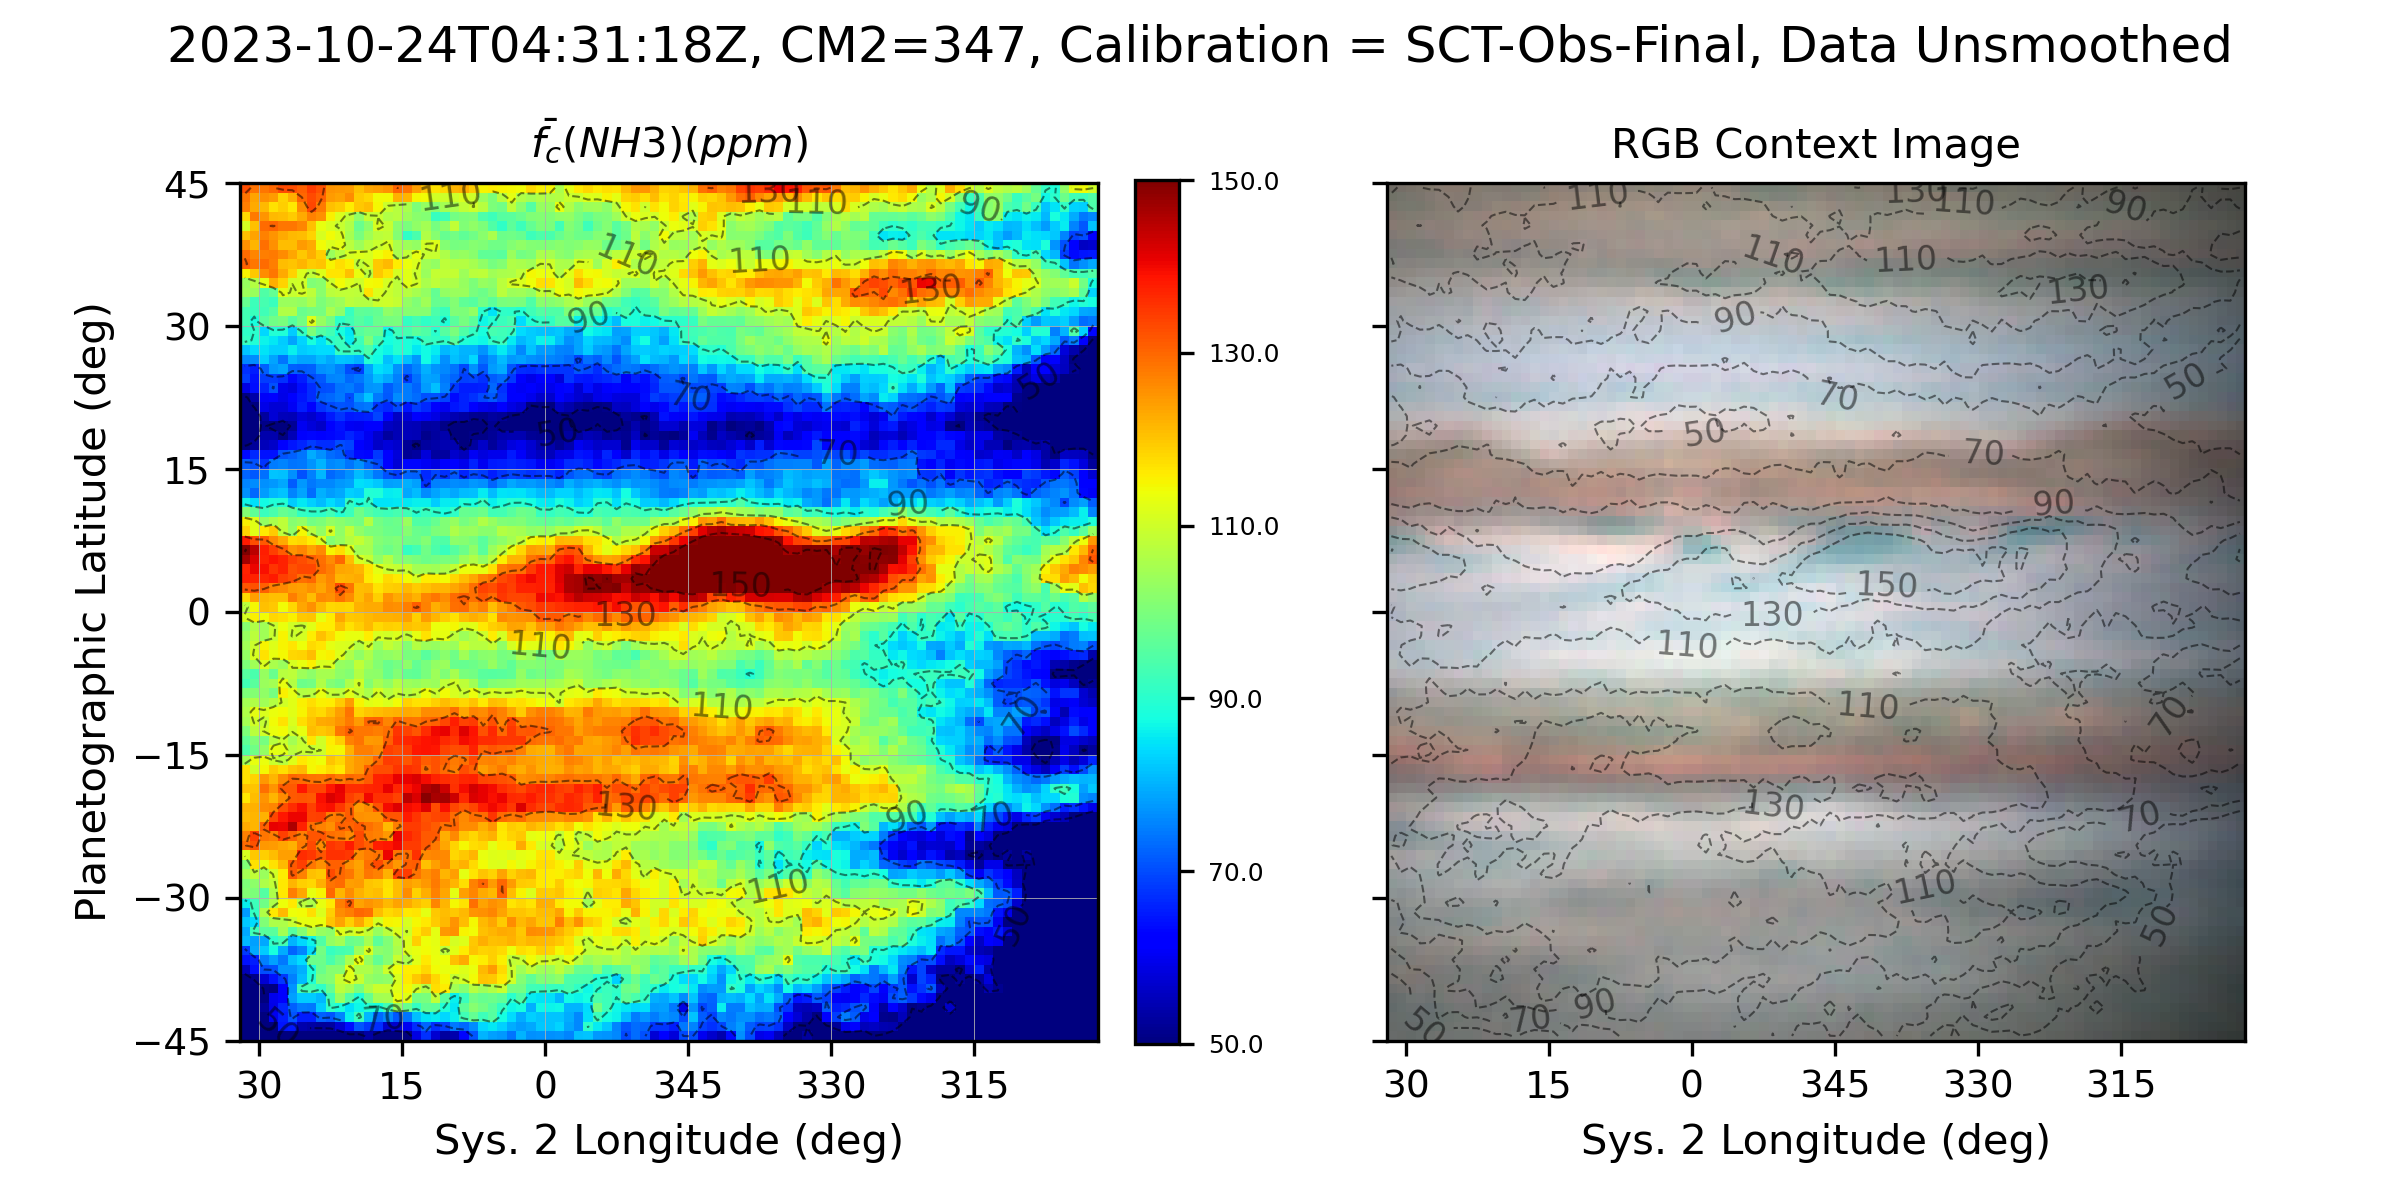 2023-10-24T04:31:18Z, CM2=347, Calibration = SCT-Obs-Final, Data Unsmoothed
f̄c(NH3)(ppm)
RGB Context Image
Planetographic Latitude (deg)
45
30
15
0
−15
−30
−45
30 15 0 345 330 315
Sys. 2 Longitude (deg)
110 130 110 90
110 110 130
90
70 50
50 70
90
150
130
110
110
70
130 90 70
110
50
50 70
150.0
130.0
110.0
90.0
70.0
50.0
110 130 110 90
110 110 130
90
70 50
50 70
90
150
130
110
110
70
130 70
110
50
50 70 90
30 15 0 345 330 315
Sys. 2 Longitude (deg)